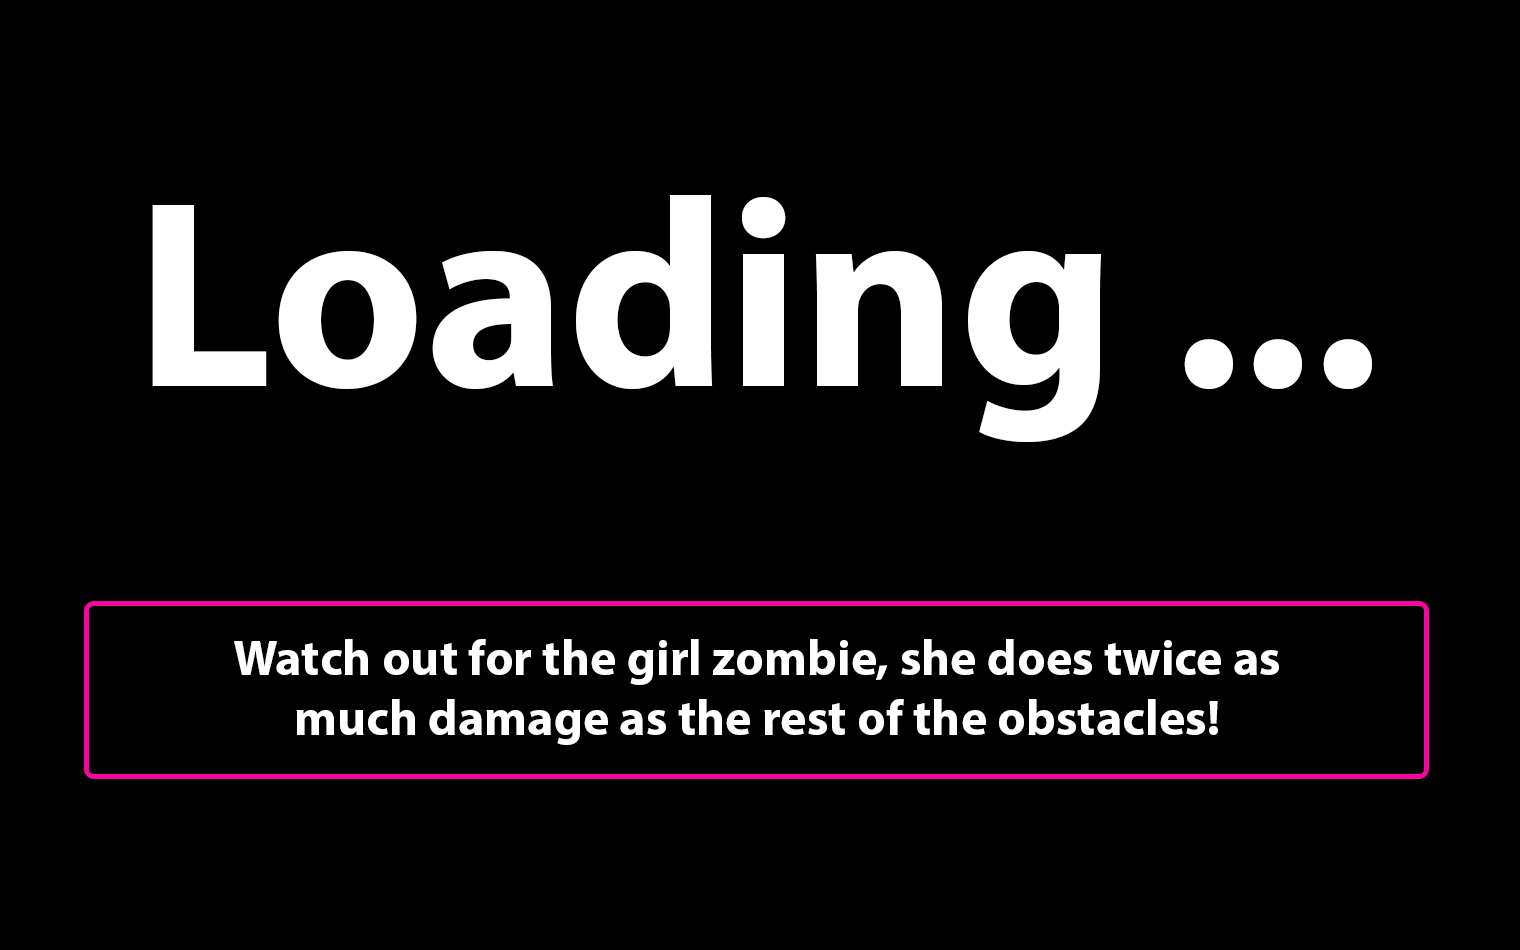 Loading ...
Watch out for the girl zombie, she does twice as
much damage as the rest of the obstacles!